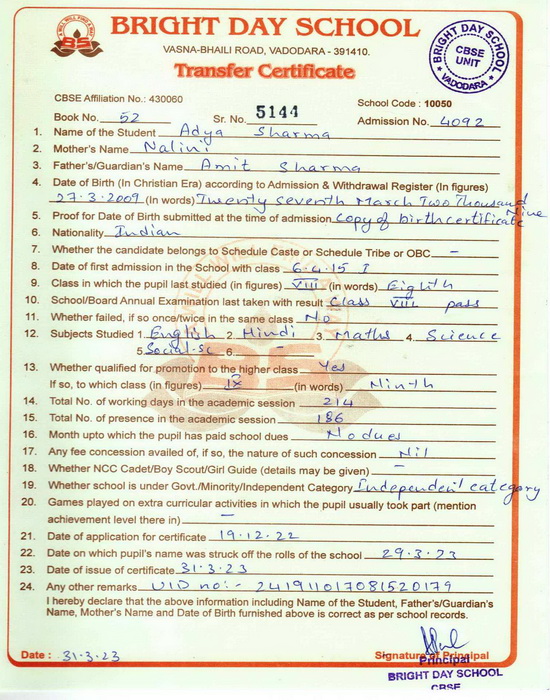 BRIGHT DAY SCHOOL
VASNA-BHAILI ROAD, VADODARA - 391410.
Transfer Certificate
BRIGHT DAY SCHOOL
CBSE
UNIT
VADODARA
CBSE Affiliation No.: 430060
School Code : 10050
Book No. 52 Sr. No. 5144 Admission No. 4092
1. Name of the Student Adya Sharma
2. Mother's Name Nalini
3. Father's/Guardian's Name Amit Sharma
4. Date of Birth (In Christian Era) according to Admission & Withdrawal Register (In figures)
27.3.2009 (In words) Twenty seventh March Two Thousand Nine
5. Proof for Date of Birth submitted at the time of admission copy of birth certificate
6. Nationality Indian
7. Whether the candidate belongs to Schedule Caste or Schedule Tribe or OBC -
8. Date of first admission in the School with class 6.4.15 I
9. Class in which the pupil last studied (in figures) VIII (in words) Eighth
10. School/Board Annual Examination last taken with result Class VIII pass
11. Whether failed, if so once/twice in the same class No
12. Subjects Studied 1. English 2. Hindi 3. Maths 4. Science
5 Social-Sc 6. -
13. Whether qualified for promotion to the higher class Yes
If so, to which class (in figures) IX (in words) Ninth
14. Total No. of working days in the academic session 214
15. Total No. of presence in the academic session 186
16. Month upto which the pupil has paid school dues No dues
17. Any fee concession availed of, if so, the nature of such concession Nil
18. Whether NCC Cadet/Boy Scout/Girl Guide (details may be given) -
19. Whether school is under Govt./Minority/Independent Category Independent category
20. Games played on extra curricular activities in which the pupil usually took part (mention
achievement level there in) -
21. Date of application for certificate 19.12.22
22. Date on which pupil's name was struck off the rolls of the school 29.3.23
23. Date of issue of certificate 31.3.23
24. Any other remarks UID no:- 241911017081520179
I hereby declare that the above information including Name of the Student, Father's/Guardian's
Name, Mother's Name and Date of Birth furnished above is correct as per school records.
Date : 31.3.23 Signature of Principal
Principal
BRIGHT DAY SCHOOL
CBSE